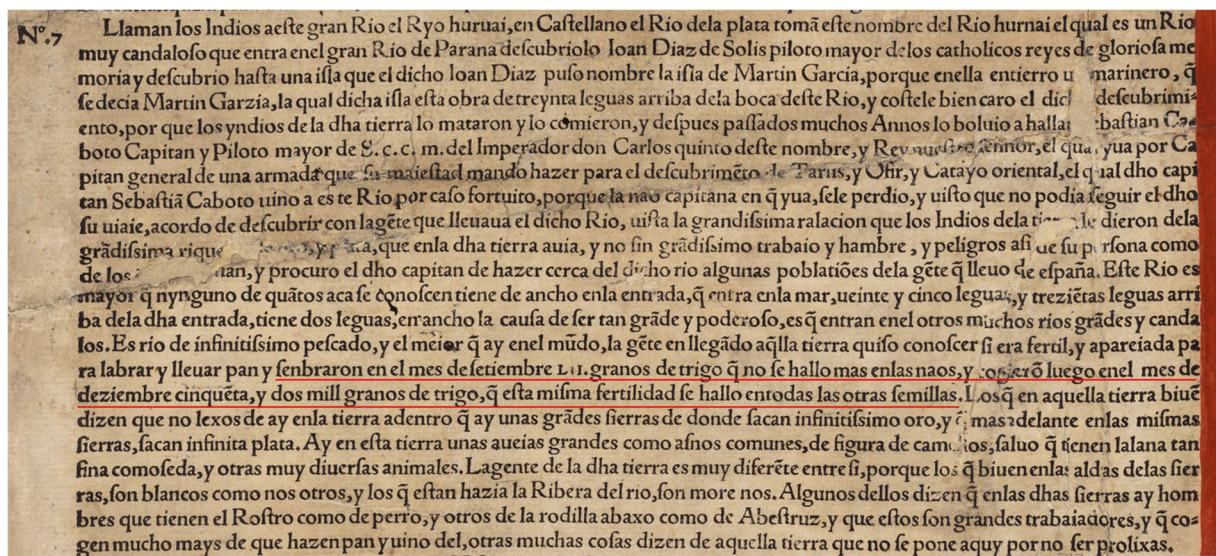 Nº.7 Llaman los Indios aeste gran Rio el Ryo huruai,en Castellano el Rio dela plata tomã este nombre del Rio hurnai el qual es un Rio
muy candaloso que entra enel gran Rio de Parana descubriolo Ioan Diaz de Solis piloto mayor delos catholicos reyes de gloriosa me
moria y descubrio hasta una isla que el dicho Ioan Diaz puso nombre la isla de Martin Garcia,porque enella entierro marinero, q̃
se decia Martin Garzia,la qual dicha isla esta obra de treynta leguas arriba dela boca deste Rio,y costele bien caro el descubrimi=
ento,por que los yndios de la dha tierra lo mataron y lo comieron,y despues passados muchos Annos lo boluio a hallar
boto Capitan y Piloto mayor de S.c.c. m.del Imperador don Carlos quinto deste nombre,y Rey nuestro sennor,el yua por Ca
pitan general de una armada que su maiestad mando hazer para el descubrimẽto de Tarsis,y Ofir,y Catayo oriental,el qual dho capi
tan Sebastiã Caboto uino a es te Rio por caso fortuito,porque la nao capitana en q̃ yua,sele perdio,y uisto que no podia seguir el dho
su uiaie,acordo de descubrir con la gẽte que lleuaua el dicho Rio, uista la grandissima ralacion que los Indios dela dieron dela
grãdissima que enla dha tierra auia, y no sin grãdissimo trabaio y hambre , y peligros asi de su persona como
de los y procuro el dho capitan de hazer cerca del dicho rio algunas poblatiões dela gẽte q̃ lleuo de españa.Este Rio es
mayor q̃ nynguno de quãtos aca se conoscen tiene de ancho enla entrada,q̃ entra enla mar,ueinte y cinco leguas,y treziẽtas leguas arri
ba dela dha entrada,tiene dos leguas,en ancho la causa de ser tan grãde y poderoso,es q̃ entran enel otros muchos rios grãdes y canda
los.Es rio de infinitissimo pescado,y el meior q̃ ay enel mũdo,la gẽte en llegãdo aq̃lla tierra quiso conoscer si era fertil,y apareiada pa
ra labrar y lleuar pan y senbraron en el mes de setiembre granos de trigo q̃ no se hallo mas enlas naos,y cogierõ luego enel mes de
deziembre cinquẽta,y dos mill granos de trigo,q̃ esta misma fertilidad se hallo entodas las otras semillas.Losq̃ en aquella tierra biuẽ
dizen que no lexos de ay enla tierra adentro q̃ ay unas grãdes sierras de donde sacan infinitissimo oro,y mas adelante enlas mismas
sierras,sacan infinita plata. Ay en esta tierra unas aueias grandes como asnos comunes,de figura de saluo q̃ tienen lalana tan
fina comoseda,y otras muy diuersas animales.Lagente de la dha tierra es muy diferẽte entre si,porque los q̃ biuen enlas aldas delas sier
ras,son blancos como nos otros,y los q̃ estan hazia la Ribera del rio,son more nos.Algunos dellos dizen q̃ enlas dhas sierras ay hom
bres que tienen el Rostro como de perro,y otros de la rodilla abaxo como de Abestruz,y que estos son grandes trabaiadores,y q̃ co=
gen mucho mays de que hazen pan y uino del,otras muchas cosas dizen de aquella tierra que no se pone aquy por no ser prolixas.